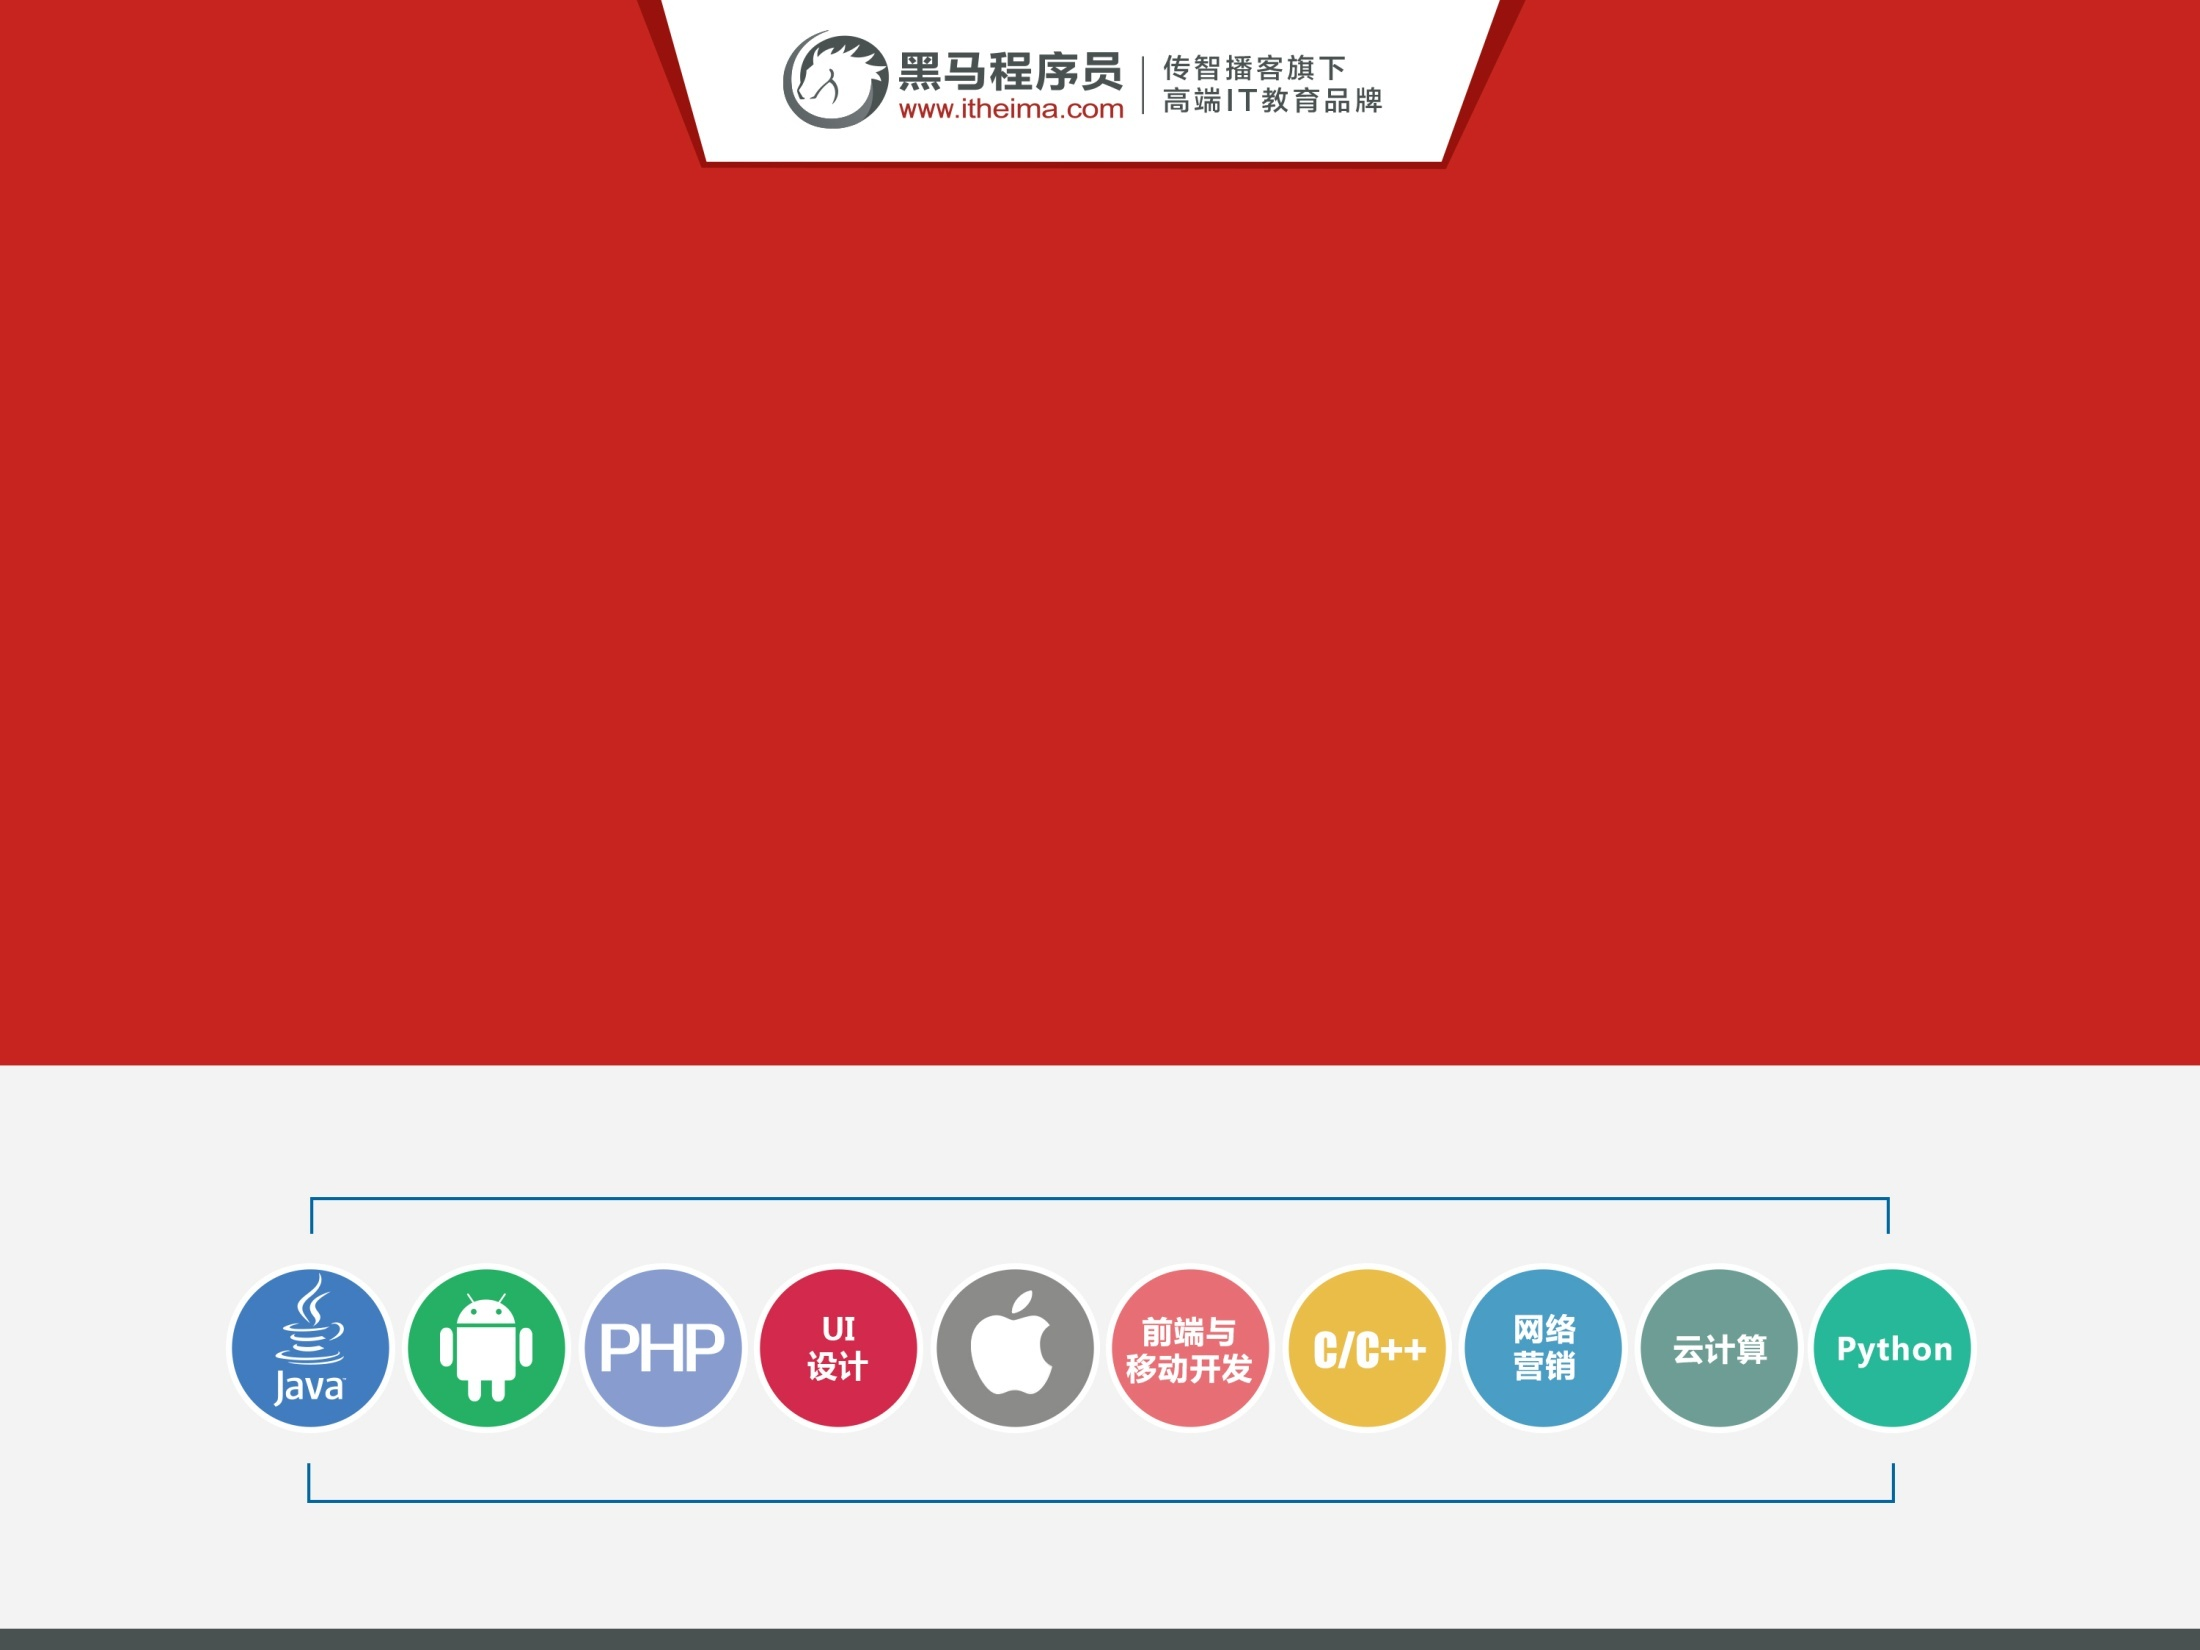 黑马程序员
www.itheima.com
传智播客旗下
高端IT教育品牌
Java
PHP
UI
设计
前端与
移动开发
C/C++
网络
营销
云计算
Python